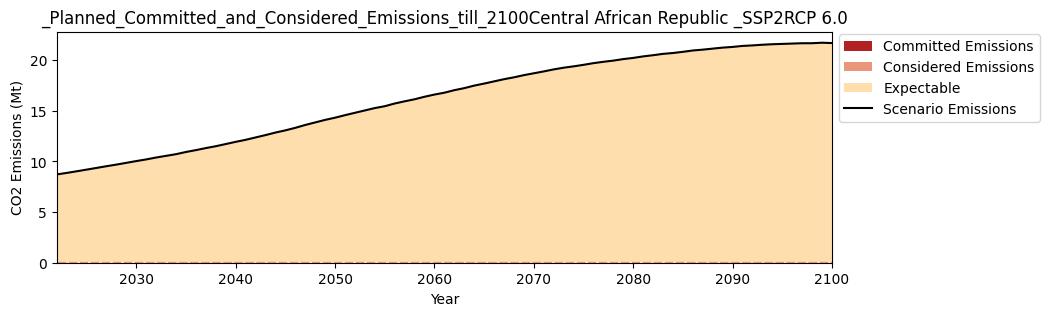 _Planned_Committed_and_Considered_Emissions_till_2100Central African Republic _SSP2RCP 6.0
Committed Emissions
Considered Emissions
Expectable
Scenario Emissions
CO2 Emissions (Mt)
20
15
10
5
0
2030 2040 2050 2060 2070 2080 2090 2100
Year